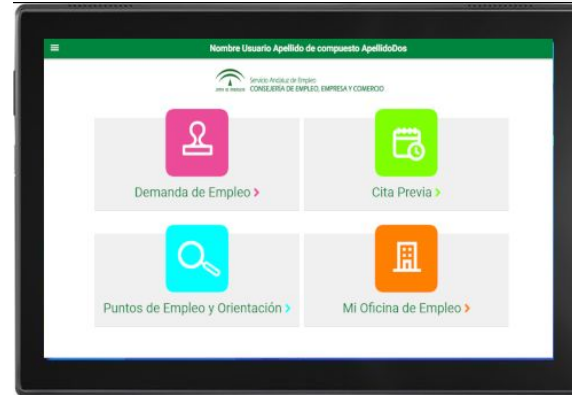 Nombre Usuario Apellido de compuesto ApellidoDos
Servicio Andaluz de Empleo
CONSEJERÍA DE EMPLEO, EMPRESA Y COMERCIO
Demanda de Empleo >
Cita Previa >
Puntos de Empleo y Orientación >
Mi Oficina de Empleo >